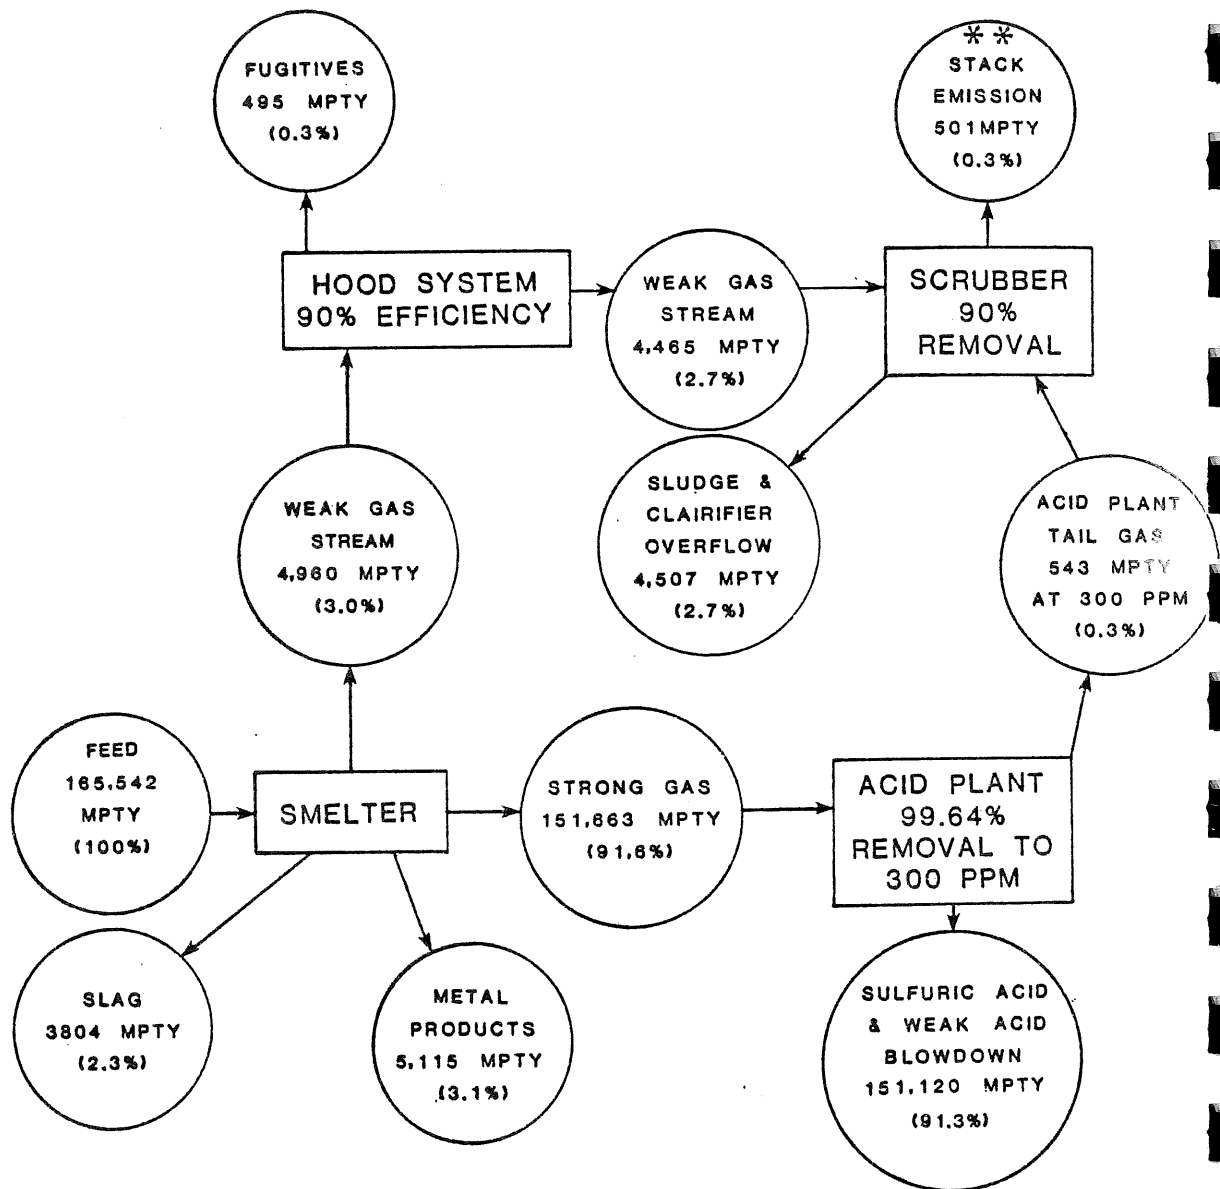 FUGITIVES
495 MPTY
(0.3%)
**
STACK
EMISSION
501MPTY
(0.3%)
HOOD SYSTEM
90% EFFICIENCY
WEAK GAS
STREAM
4,465 MPTY
(2.7%)
SCRUBBER
90%
REMOVAL
WEAK GAS
STREAM
4,960 MPTY
(3.0%)
SLUDGE &
CLAIRIFIER
OVERFLOW
4,507 MPTY
(2.7%)
ACID PLANT
TAIL GAS
543 MPTY
AT 300 PPM
(0.3%)
FEED
165,542
MPTY
(100%)
SMELTER
STRONG GAS
151,663 MPTY
(91.6%)
ACID PLANT
99.64%
REMOVAL TO
300 PPM
SLAG
3804 MPTY
(2.3%)
METAL
PRODUCTS
5,115 MPTY
(3.1%)
SULFURIC ACID
& WEAK ACID
BLOWDOWN
151,120 MPTY
(91.3%)